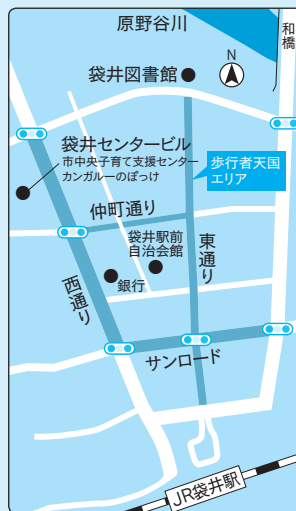 原野谷川
和橋
N
袋井図書館
袋井センタービル
市中央子育て支援センター
カンガルーのぽっけ
歩行者天国
エリア
仲町通り
袋井駅前
自治会館
東通り
西通り
銀行
サンロード
JR袋井駅